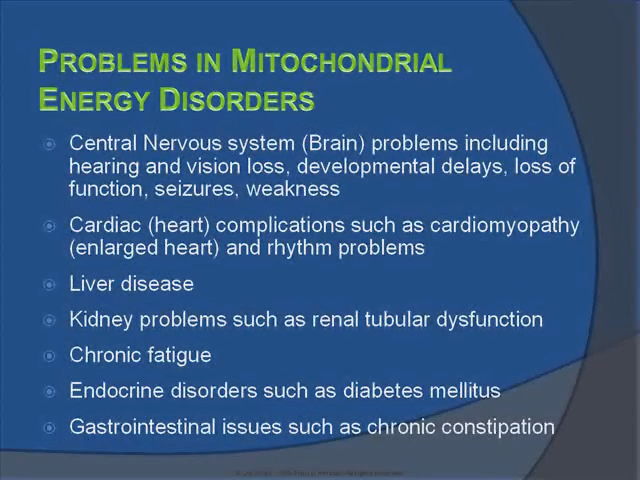 PROBLEMS IN MITOCHONDRIAL
ENERGY DISORDERS
Central Nervous system (Brain) problems including
hearing and vision loss, developmental delays, loss of
function, seizures, weakness
Cardiac (heart) complications such as cardiomyopathy
(enlarged heart) and rhythm problems
Liver disease
Kidney problems such as renal tubular dysfunction
Chronic fatigue
Endocrine disorders such as diabetes mellitus
Gastrointestinal issues such as chronic constipation